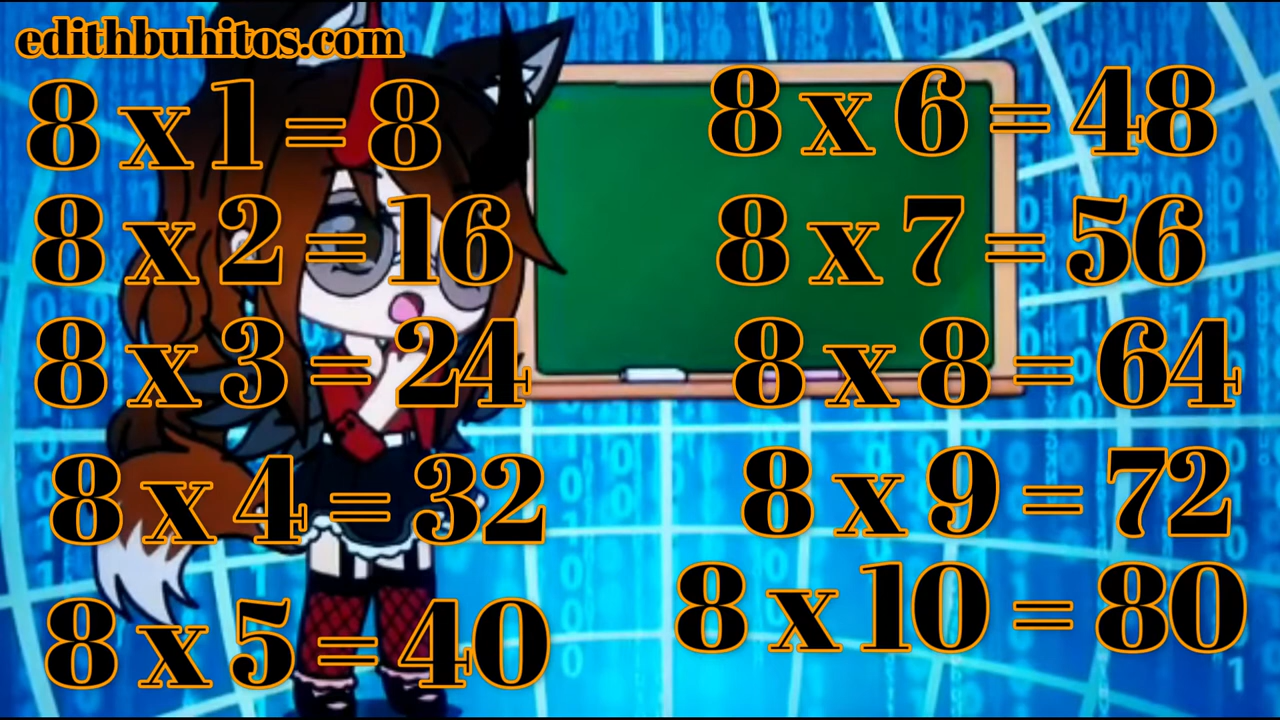 edithbuhitos.com
8 x 1 = 8
8 x 2 = 16
8 x 3 = 24
8 x 4 = 32
8 x 5 = 40
8 x 6 = 48
8 x 7 = 56
8 x 8 = 64
8 x 9 = 72
8 x 10 = 80